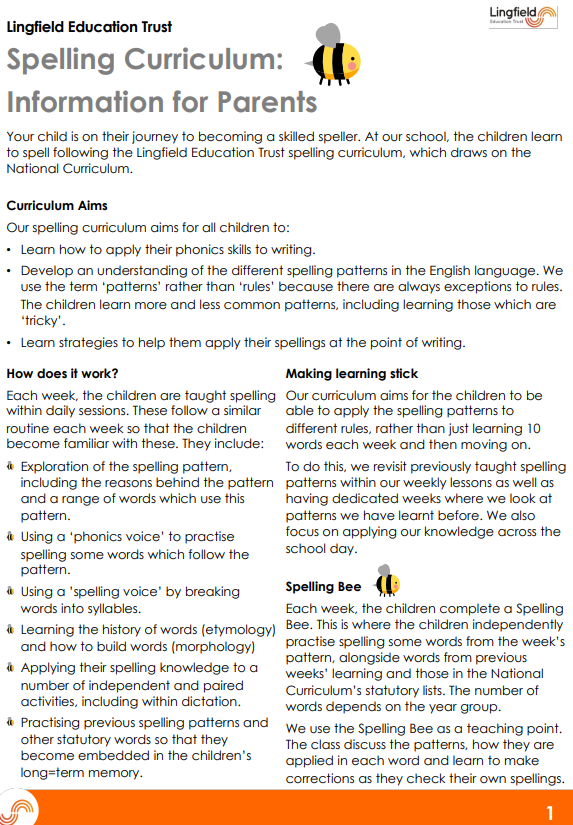 Lingfield Education Trust
Lingfield
Education Trust
Spelling Curriculum:
Information for Parents
Your child is on their journey to becoming a skilled speller. At our school, the children learn
to spell following the Lingfield Education Trust spelling curriculum, which draws on the
National Curriculum.
Curriculum Aims
Our spelling curriculum aims for all children to:
• Learn how to apply their phonics skills to writing.
• Develop an understanding of the different spelling patterns in the English language. We
use the term ‘patterns’ rather than ‘rules’ because there are always exceptions to rules.
The children learn more and less common patterns, including learning those which are
‘tricky’.
• Learn strategies to help them apply their spellings at the point of writing.
How does it work?
Each week, the children are taught spelling
within daily sessions. These follow a similar
routine each week so that the children
become familiar with these. They include:
Exploration of the spelling pattern,
including the reasons behind the pattern
and a range of words which use this
pattern.
Using a ‘phonics voice’ to practise
spelling some words which follow the
pattern.
Using a ’spelling voice’ by breaking
words into syllables.
Learning the history of words (etymology)
and how to build words (morphology)
Applying their spelling knowledge to a
number of independent and paired
activities, including within dictation.
Practising previous spelling patterns and
other statutory words so that they
become embedded in the children’s
long=term memory.
Making learning stick
Our curriculum aims for the children to be
able to apply the spelling patterns to
different rules, rather than just learning 10
words each week and then moving on.
To do this, we revisit previously taught spelling
patterns within our weekly lessons as well as
having dedicated weeks where we look at
patterns we have learnt before. We also
focus on applying our knowledge across the
school day.
Spelling Bee
Each week, the children complete a Spelling
Bee. This is where the children independently
practise spelling some words from the week’s
pattern, alongside words from previous
weeks’ learning and those in the National
Curriculum’s statutory lists. The number of
words depends on the year group.
We use the Spelling Bee as a teaching point.
The class discuss the patterns, how they are
applied in each word and learn to make
corrections as they check their own spellings.
1